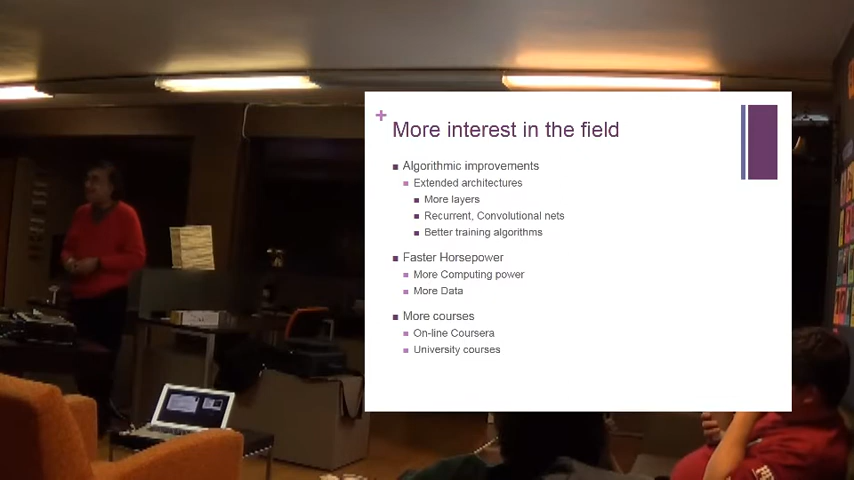 +
More interest in the field
Algorithmic improvements
Extended architectures
More layers
Recurrent, Convolutional nets
Better training algorithms
Faster Horsepower
More Computing power
More Data
More courses
On-line Coursera
University courses